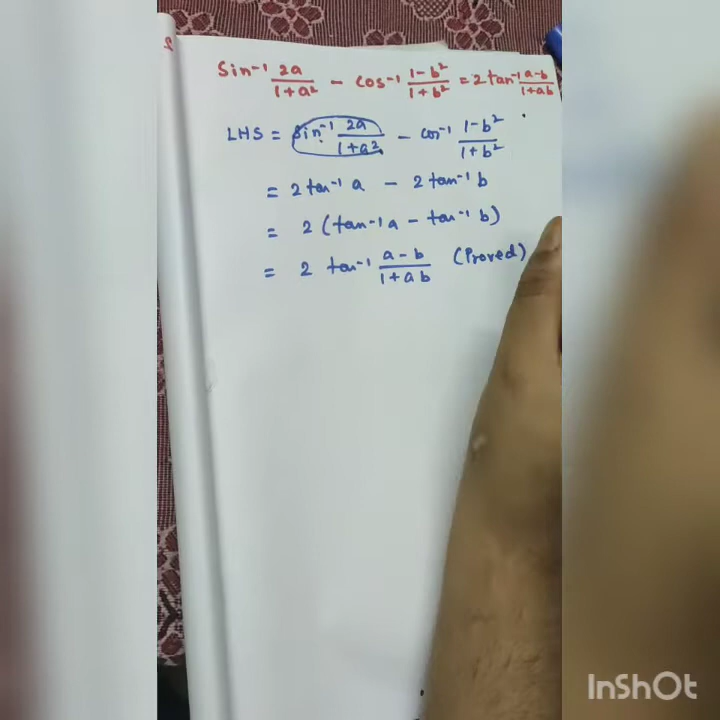 Sin⁻¹ 2a/1+a² − cos⁻¹ 1−b²/1+b² = 2 tan⁻¹ a−b/1+ab
LHS = sin⁻¹ 2a/1+a² − cos⁻¹ 1−b²/1+b²
= 2 tan⁻¹ a − 2 tan⁻¹ b
= 2 (tan⁻¹a − tan⁻¹ b)
= 2 tan⁻¹ a−b/1+ab (Proved)
InShOt